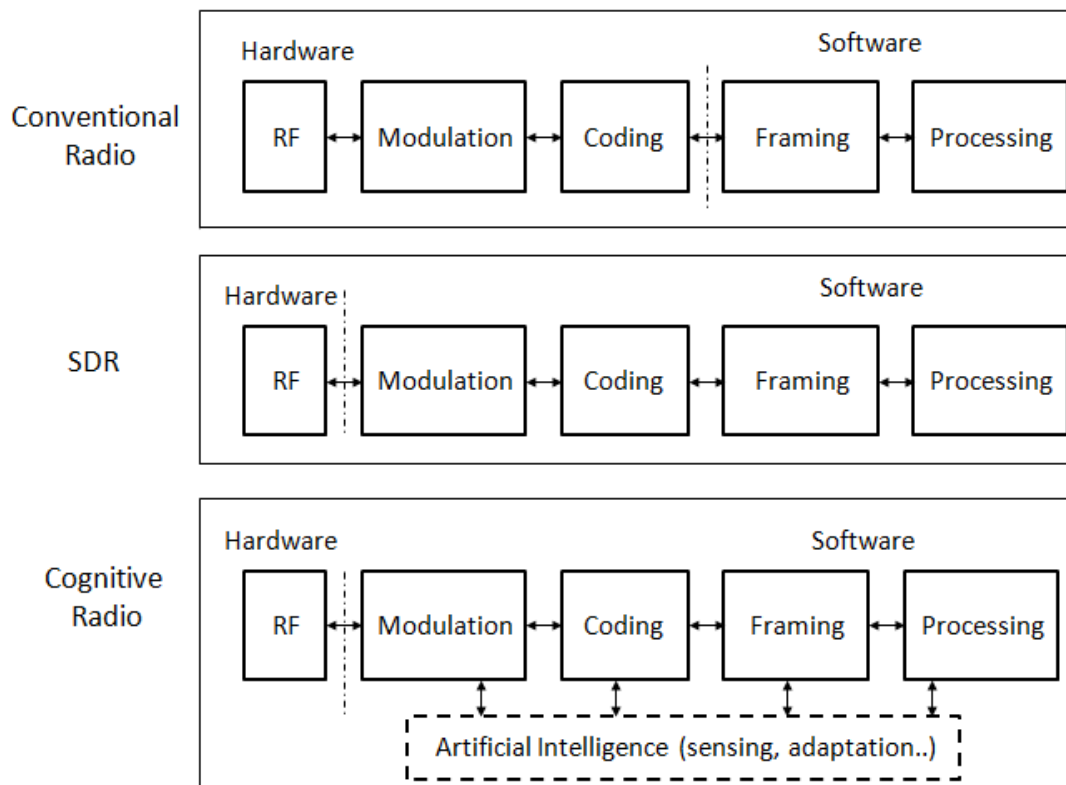 Hardware
Software
Conventional
Radio
RF
Modulation
Coding
Framing
Processing
Hardware
Software
SDR
RF
Modulation
Coding
Framing
Processing
Hardware
Software
Cognitive
Radio
RF
Modulation
Coding
Framing
Processing
Artificial Intelligence (sensing, adaptation..)